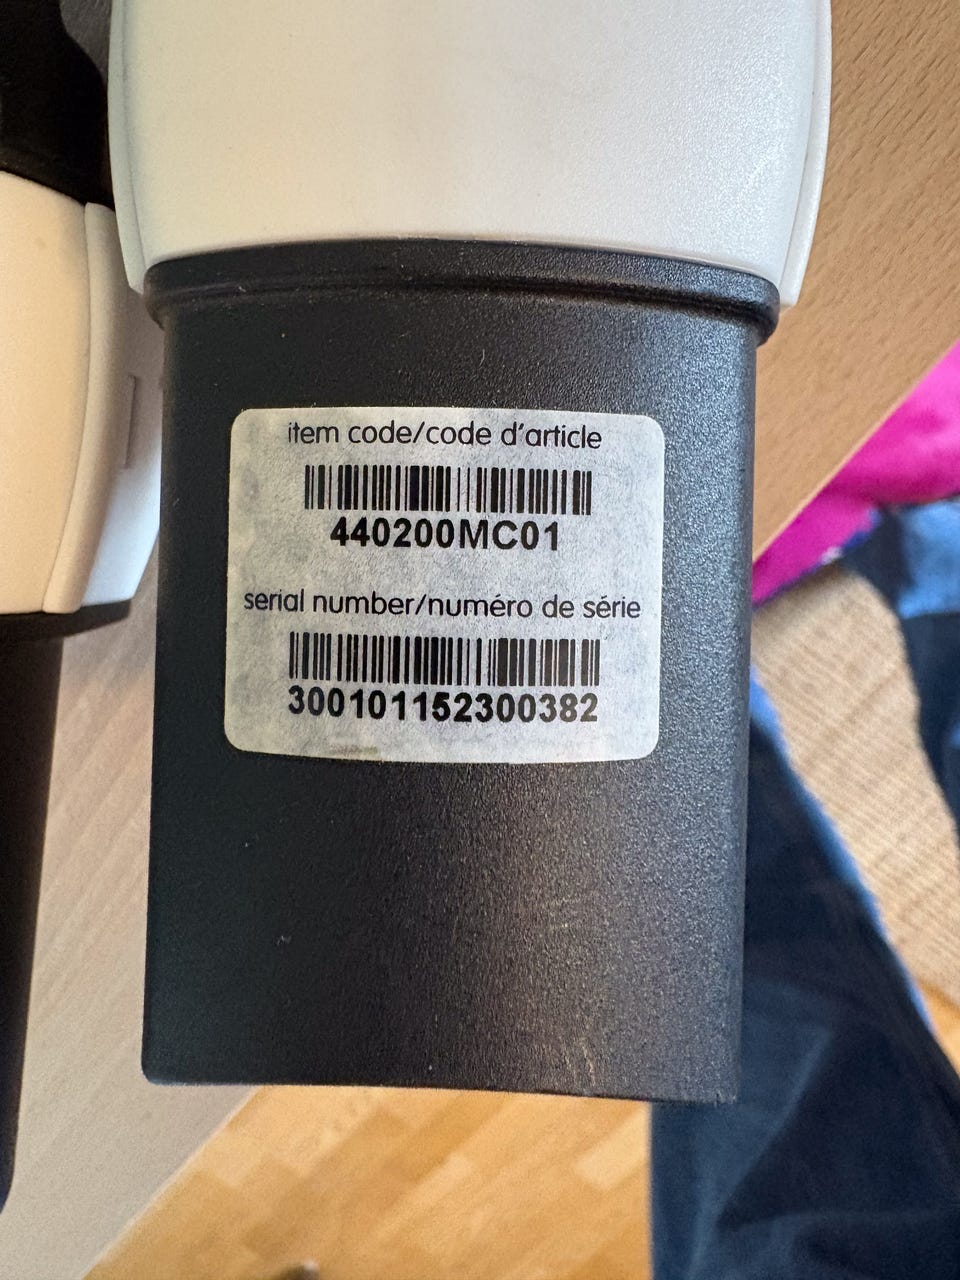 item code/code d'article
440200MC01
serial number/numéro de série
300101152300382